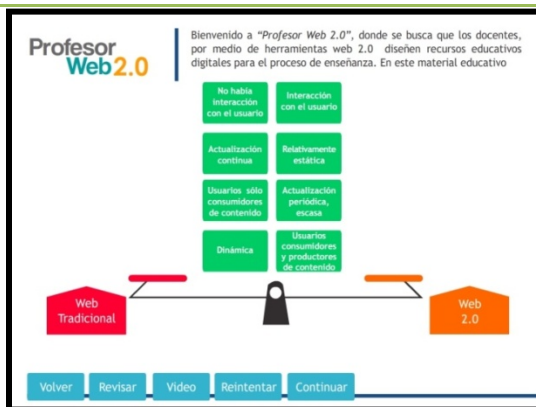 Profesor
Web2.0
Bienvenido a “Profesor Web 2.0”, donde se busca que los docentes,
por medio de herramientas web 2.0 diseñen recursos educativos
digitales para el proceso de enseñanza. En este material educativo
No había
interacción
con el usuario
Interacción
con el usuario
Actualización
continua
Relativamente
estática
Usuarios sólo
consumidores
de contenido
Actualización
periódica,
escasa
Dinámica
Usuarios
consumidores
y productores
de contenido
Web
Tradicional
Web
2.0
Volver
Revisar
Video
Reintentar
Continuar